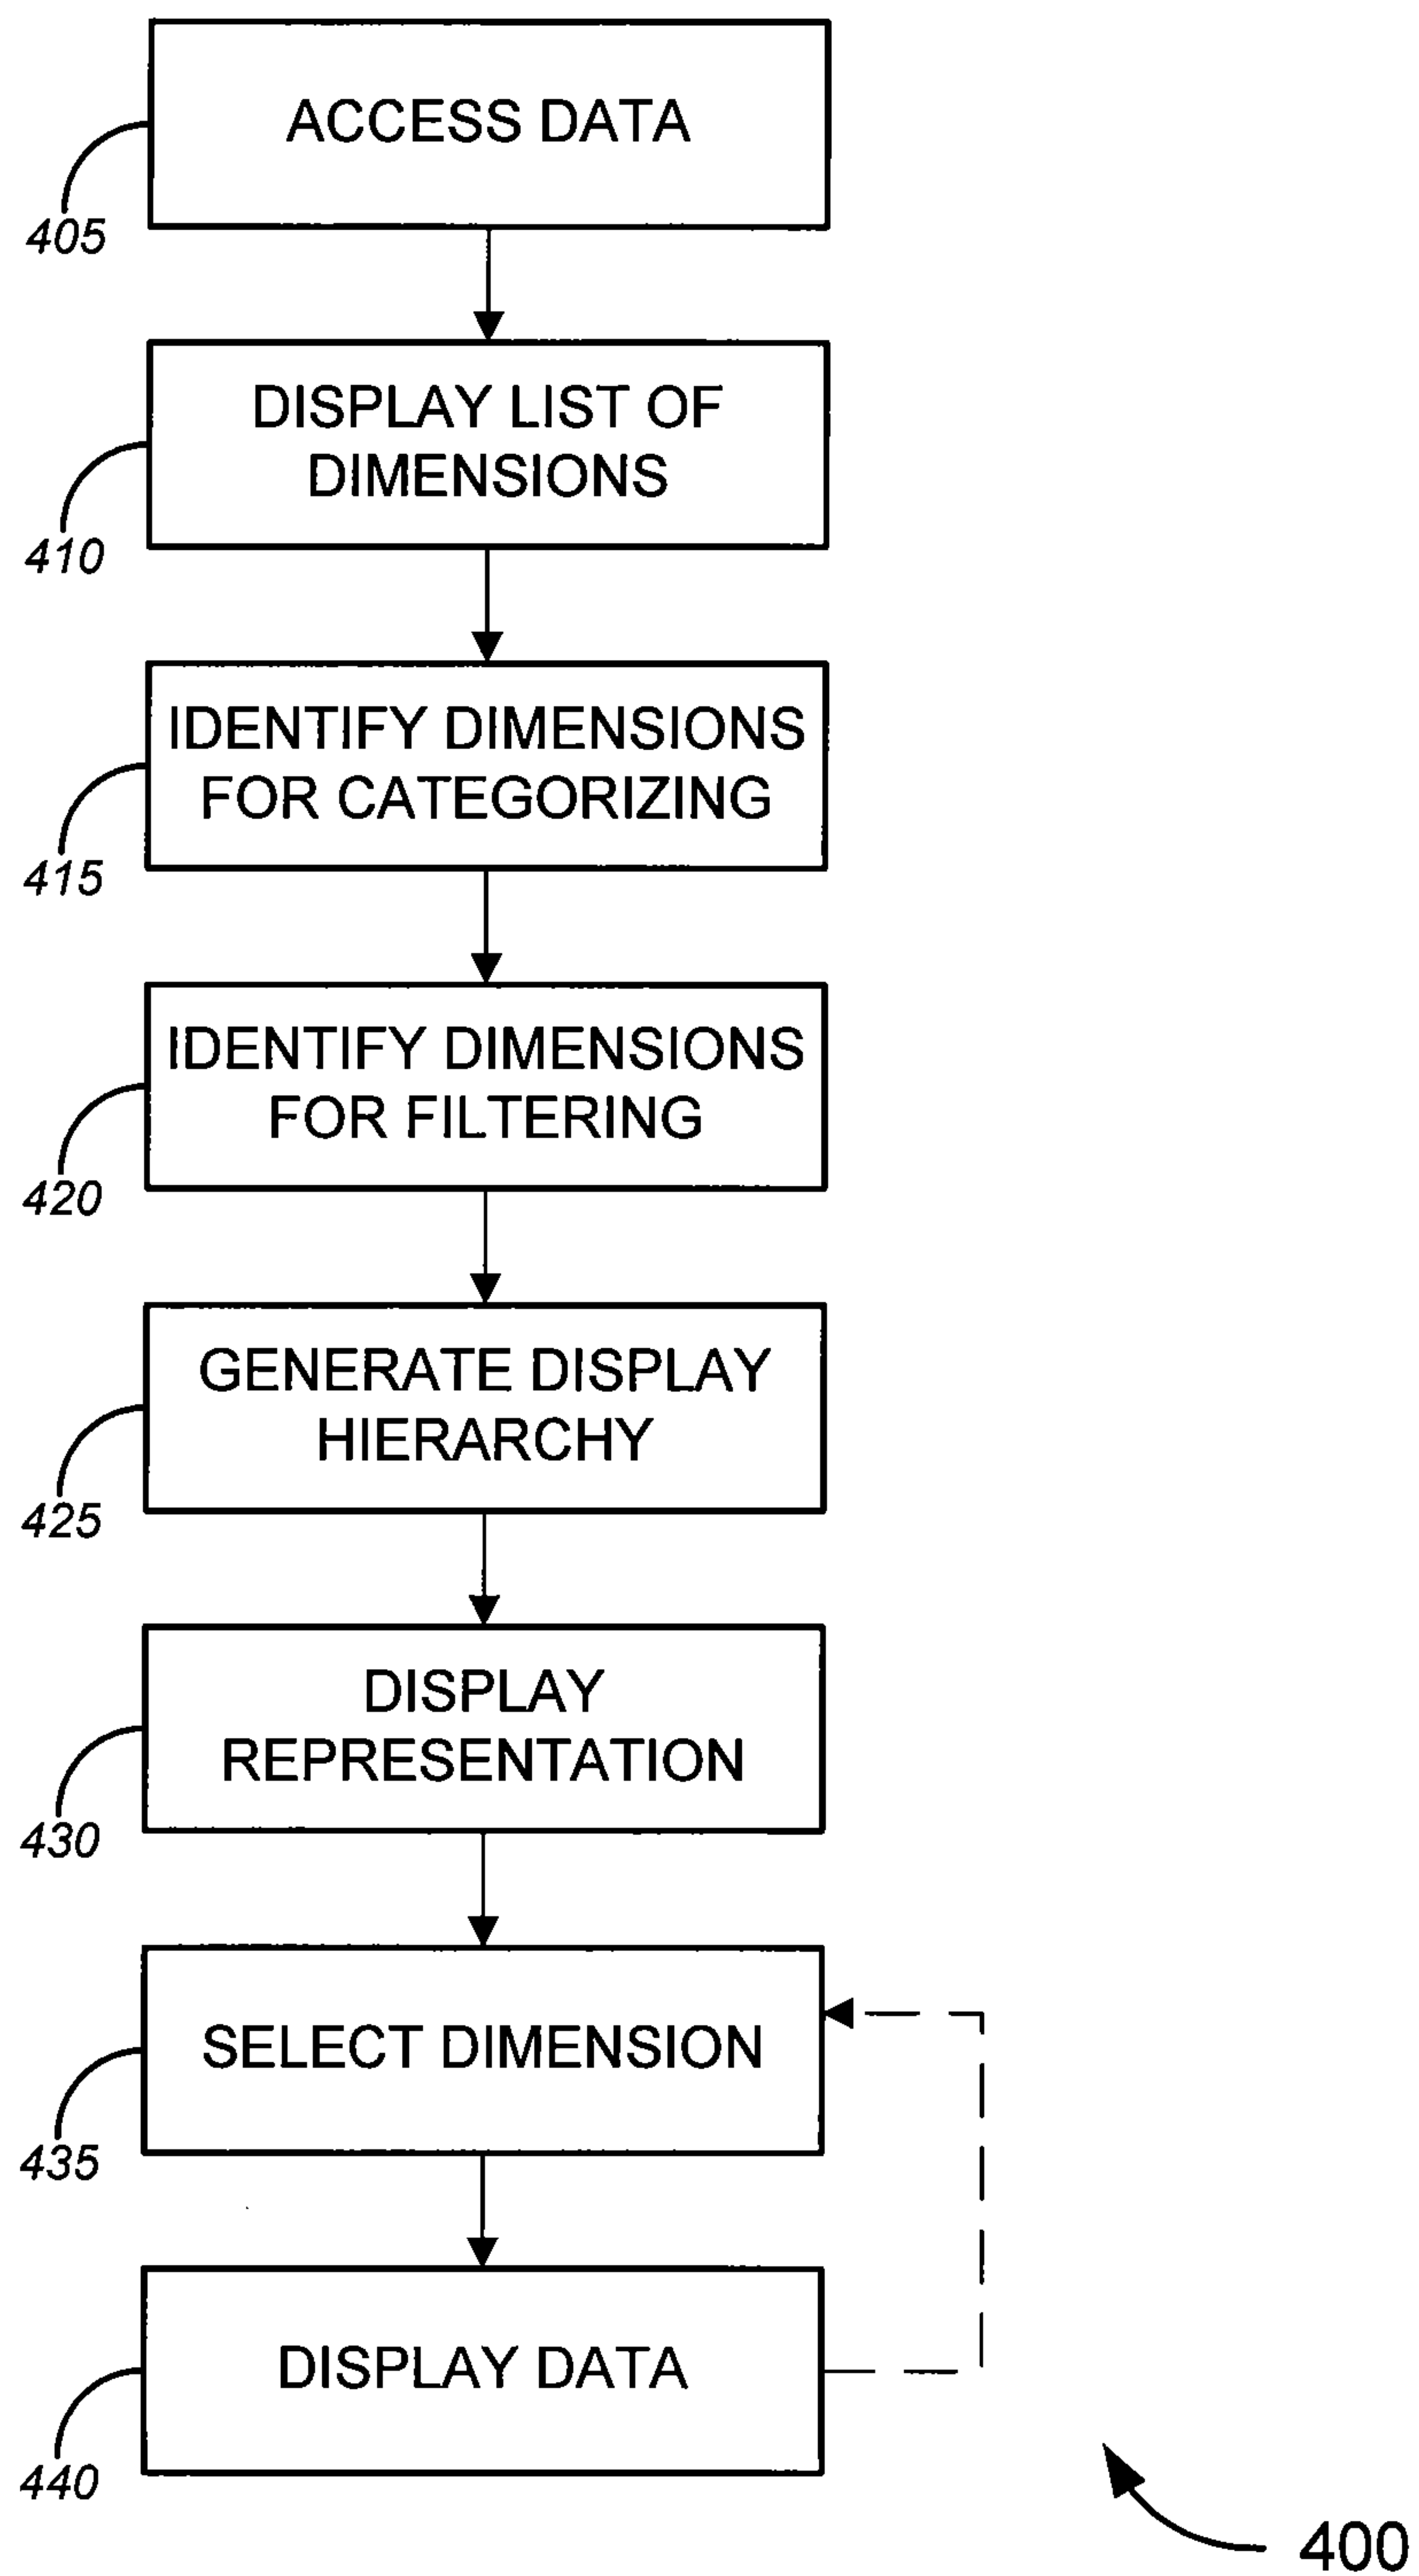 ACCESS DATA
405
DISPLAY LIST OF
DIMENSIONS
410
IDENTIFY DIMENSIONS
FOR CATEGORIZING
415
IDENTIFY DIMENSIONS
FOR FILTERING
420
GENERATE DISPLAY
HIERARCHY
425
DISPLAY
REPRESENTATION
430
SELECT DIMENSION
435
DISPLAY DATA
440
400